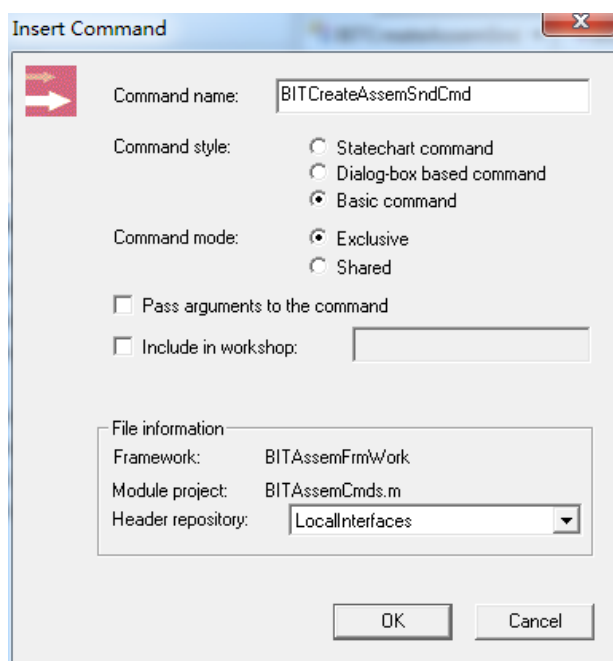 Insert Command
Command name: BITCreateAssemSndCmd
Command style: Statechart command
Dialog-box based command
Basic command
Command mode: Exclusive
Shared
Pass arguments to the command
Include in workshop:
File information
Framework: BITAssemFrmWork
Module project: BITAssemCmds.m
Header repository: LocalInterfaces
OK Cancel